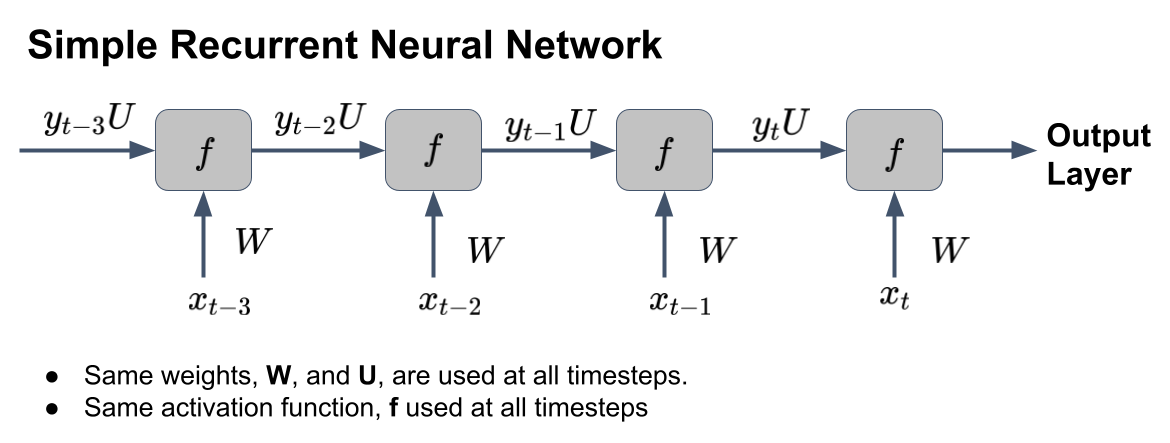 Simple Recurrent Neural Network
y_{t-3}U y_{t-2}U y_{t-1}U y_tU
f f f f
Output
Layer
W W W W
x_{t-3} x_{t-2} x_{t-1} x_t
● Same weights, W, and U, are used at all timesteps.
● Same activation function, f used at all timesteps